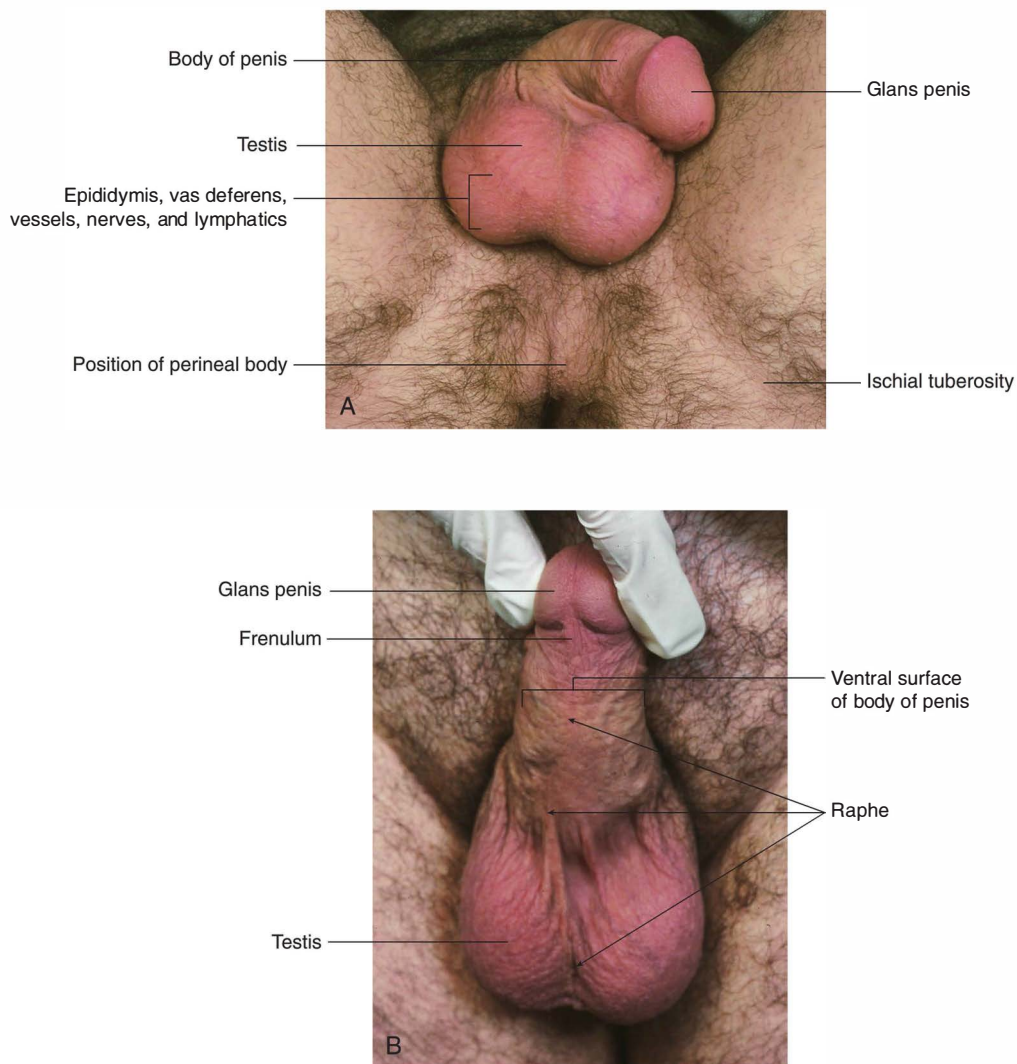 Body of penis
Glans penis
Testis
Epididymis, vas deferens,
vessels, nerves, and lymphatics
Position of perineal body
Ischial tuberosity
A
Glans penis
Frenulum
Ventral surface
of body of penis
Raphe
Testis
B